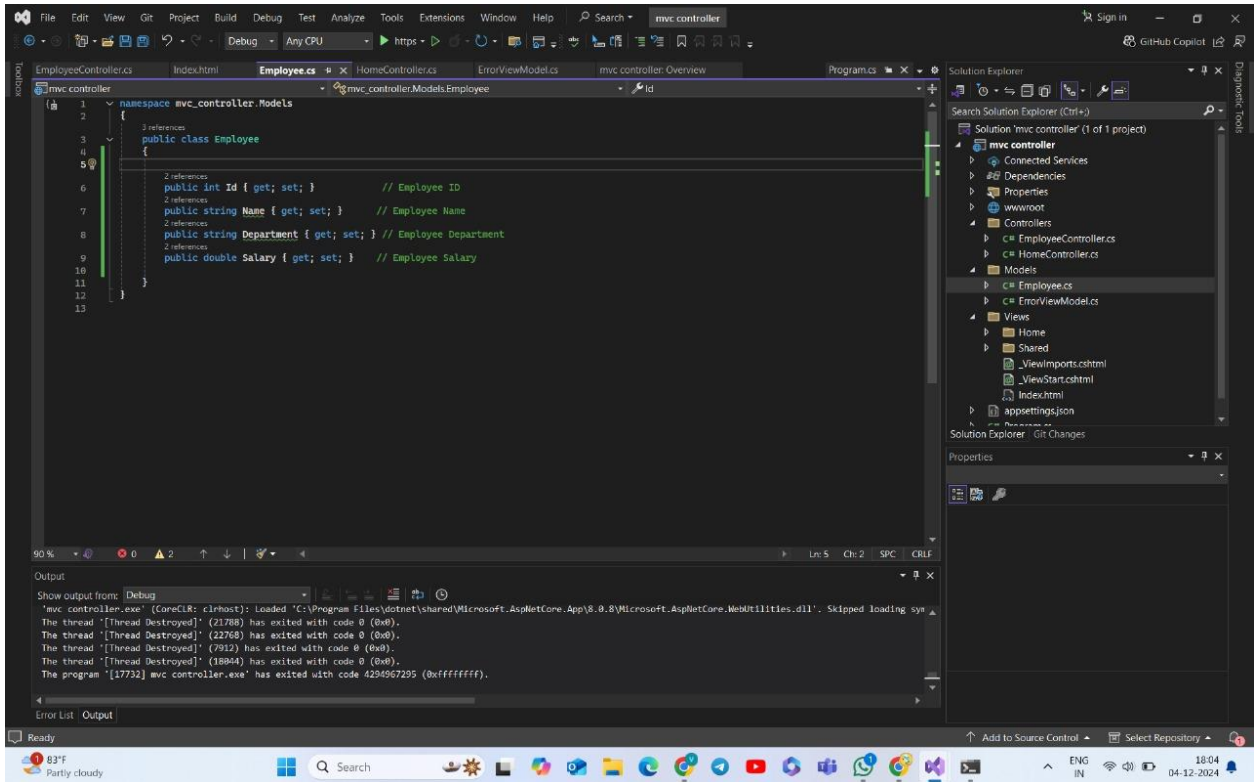 File Edit View Git Project Build Debug Test Analyze Tools Extensions Window Help Search mvc controller Sign in
Debug Any CPU https GitHub Copilot
Toolbox
EmployeeController.cs Index.html Employee.cs HomeController.cs ErrorViewModel.cs mvc controller: Overview Program.cs
mvc controller mvc_controller.Models.Employee Id
1 namespace mvc_controller.Models
2 {
3 references
3 public class Employee
4 {
5
2 references
6 public int Id { get; set; } // Employee ID
2 references
7 public string Name { get; set; } // Employee Name
2 references
8 public string Department { get; set; } // Employee Department
2 references
9 public double Salary { get; set; } // Employee Salary
10
11 }
12 }
13
90 % 0 2 Ln: 5 Ch: 2 SPC CRLF
Output
Show output from: Debug
'mvc controller.exe' (CoreCLR: clrhost): Loaded 'C:\Program Files\dotnet\shared\Microsoft.AspNetCore.App\8.0.8\Microsoft.AspNetCore.WebUtilities.dll'. Skipped loading sym
The thread '[Thread Destroyed]' (21788) has exited with code 0 (0x0).
The thread '[Thread Destroyed]' (22768) has exited with code 0 (0x0).
The thread '[Thread Destroyed]' (7912) has exited with code 0 (0x0).
The thread '[Thread Destroyed]' (18044) has exited with code 0 (0x0).
The program '[17732] mvc controller.exe' has exited with code 4294967295 (0xffffffff).
Error List Output
Solution Explorer
Search Solution Explorer (Ctrl+;)
Solution 'mvc controller' (1 of 1 project)
mvc controller
Connected Services
Dependencies
Properties
wwwroot
Controllers
C# EmployeeController.cs
C# HomeController.cs
Models
C# Employee.cs
C# ErrorViewModel.cs
Views
Home
Shared
_ViewImports.cshtml
_ViewStart.cshtml
Index.html
appsettings.json
Solution Explorer Git Changes
Properties
Diagnostic Tools
Ready Add to Source Control Select Repository
83°F
Partly cloudy
Search
ENG
IN
18:04
04-12-2024